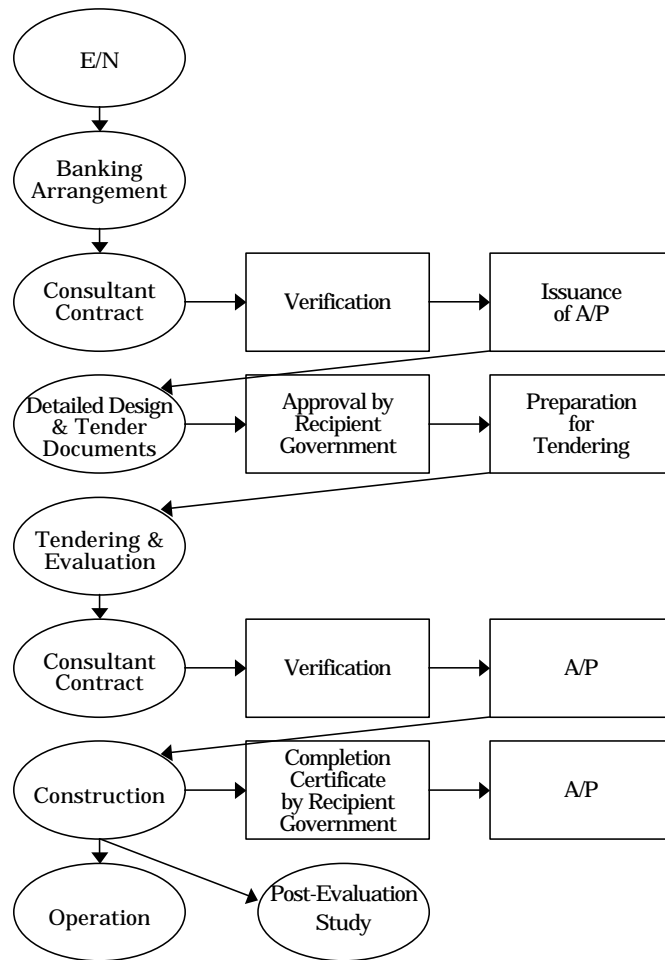 E/N
Banking
Arrangement
Consultant
Contract
Verification
Issuance
of A/P
Detailed Design
& Tender
Documents
Approval by
Recipient
Government
Preparation
for
Tendering
Tendering &
Evaluation
Consultant
Contract
Verification
A/P
Construction
Completion
Certificate
by Recipient
Government
A/P
Operation
Post-Evaluation
Study